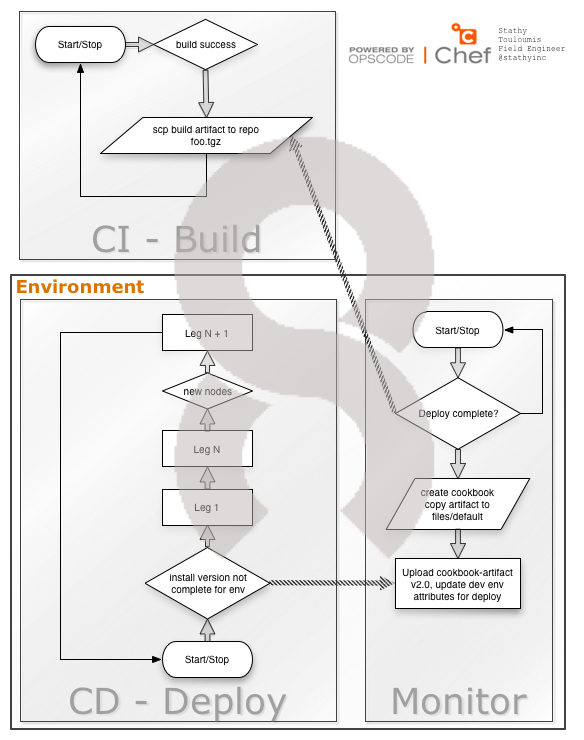 Start/Stop
build success
scp build artifact to repo
foo.tgz
CI - Build
POWERED BY
OPSCODE
Chef
Stathy
Touloumis
Field Engineer
@stathyinc
Environment
Leg N + 1
new nodes
Leg N
Leg 1
install version not
complete for env
Start/Stop
CD - Deploy
Start/Stop
Deploy complete?
create cookbook
copy artifact to
files/default
Upload cookbook-artifact
v2.0, update dev env
attributes for deploy
Monitor